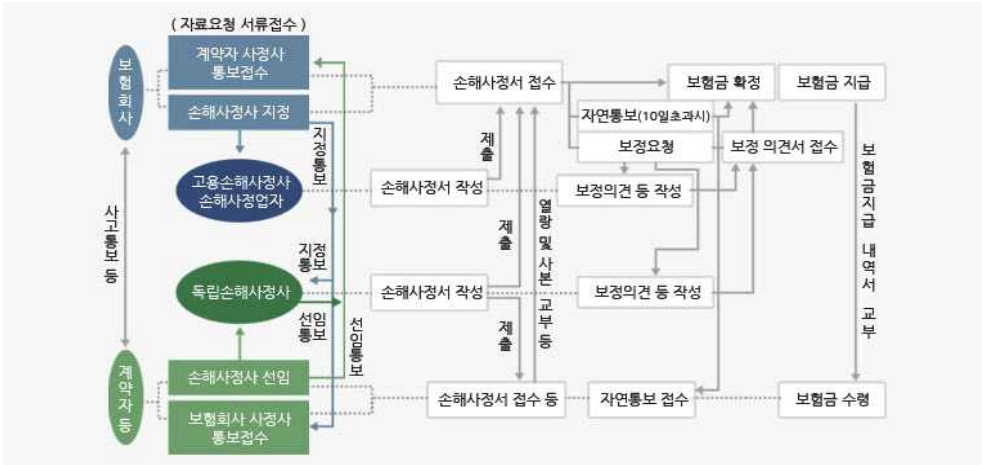 ( 자료요청 서류접수 )
보험회사
계약자 사정사
통보접수
손해사정사 지정
고용손해사정사
손해사정업자
독립손해사정사
손해사정사 선임
보험회사 사정사
통보접수
계약자 등
사고통보 등
지정통보
지정
통보
선임
통보
선임통보
손해사정서 접수
손해사정서 작성
손해사정서 작성
손해사정서 접수 등
제출
제출
제출
열람 및 사본 교부 등
보험금 확정
보험금 지급
자연통보(10일초과시)
보정요청
보정 의견서 접수
보정의견 등 작성
보정의견 등 작성
자연통보 접수
보험금 수령
보험금지급 내역서 교부